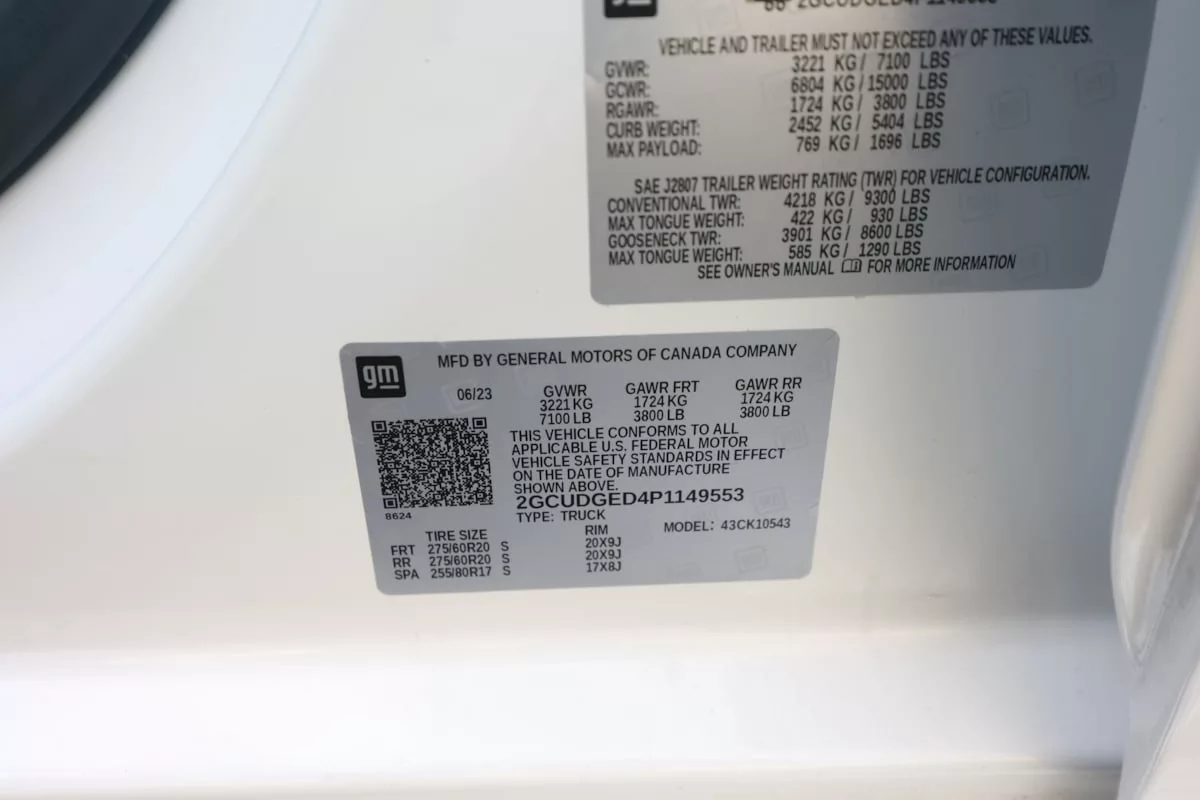 gm
VEHICLE AND TRAILER MUST NOT EXCEED ANY OF THESE VALUES.
GVWR: 3221 KG / 7100 LBS
GCWR: 6804 KG / 15000 LBS
RGAWR: 1724 KG / 3800 LBS
CURB WEIGHT: 2452 KG / 5404 LBS
MAX PAYLOAD: 769 KG / 1696 LBS
SAE J2807 TRAILER WEIGHT RATING (TWR) FOR VEHICLE CONFIGURATION.
CONVENTIONAL TWR: 4218 KG / 9300 LBS
MAX TONGUE WEIGHT: 422 KG / 930 LBS
GOOSENECK TWR: 3901 KG / 8600 LBS
MAX TONGUE WEIGHT: 585 KG / 1290 LBS
SEE OWNER'S MANUAL FOR MORE INFORMATION
gm
MFD BY GENERAL MOTORS OF CANADA COMPANY
06/23 GVWR GAWR FRT GAWR RR
3221 KG 1724 KG 1724 KG
7100 LB 3800 LB 3800 LB
THIS VEHICLE CONFORMS TO ALL
APPLICABLE U.S. FEDERAL MOTOR
VEHICLE SAFETY STANDARDS IN EFFECT
ON THE DATE OF MANUFACTURE
SHOWN ABOVE.
2GCUDGED4P1149553
8624
TYPE: TRUCK MODEL: 43CK10543
TIRE SIZE RIM
FRT 275/60R20 S 20X9J
RR 275/60R20 S 20X9J
SPA 255/80R17 S 17X8J